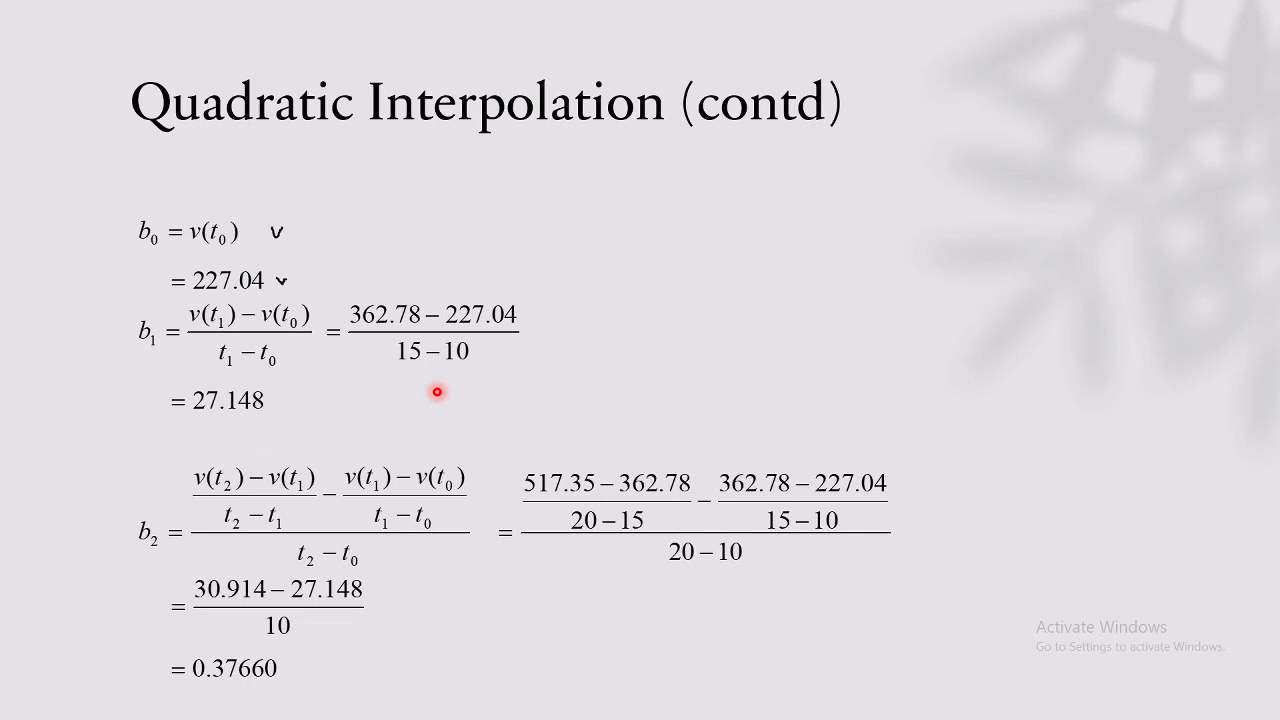 Quadratic Interpolation (contd)
b₀ = v(t₀) v
= 227.04 v
b₁ = (v(t₁) − v(t₀)) / (t₁ − t₀) = (362.78 − 227.04) / (15 − 10)
= 27.148
b₂ = ((v(t₂) − v(t₁)) / (t₂ − t₁) − (v(t₁) − v(t₀)) / (t₁ − t₀)) / (t₂ − t₀) = ((517.35 − 362.78) / (20 − 15) − (362.78 − 227.04) / (15 − 10)) / (20 − 10)
= (30.914 − 27.148) / 10
= 0.37660
Activate Windows
Go to Settings to activate Windows.